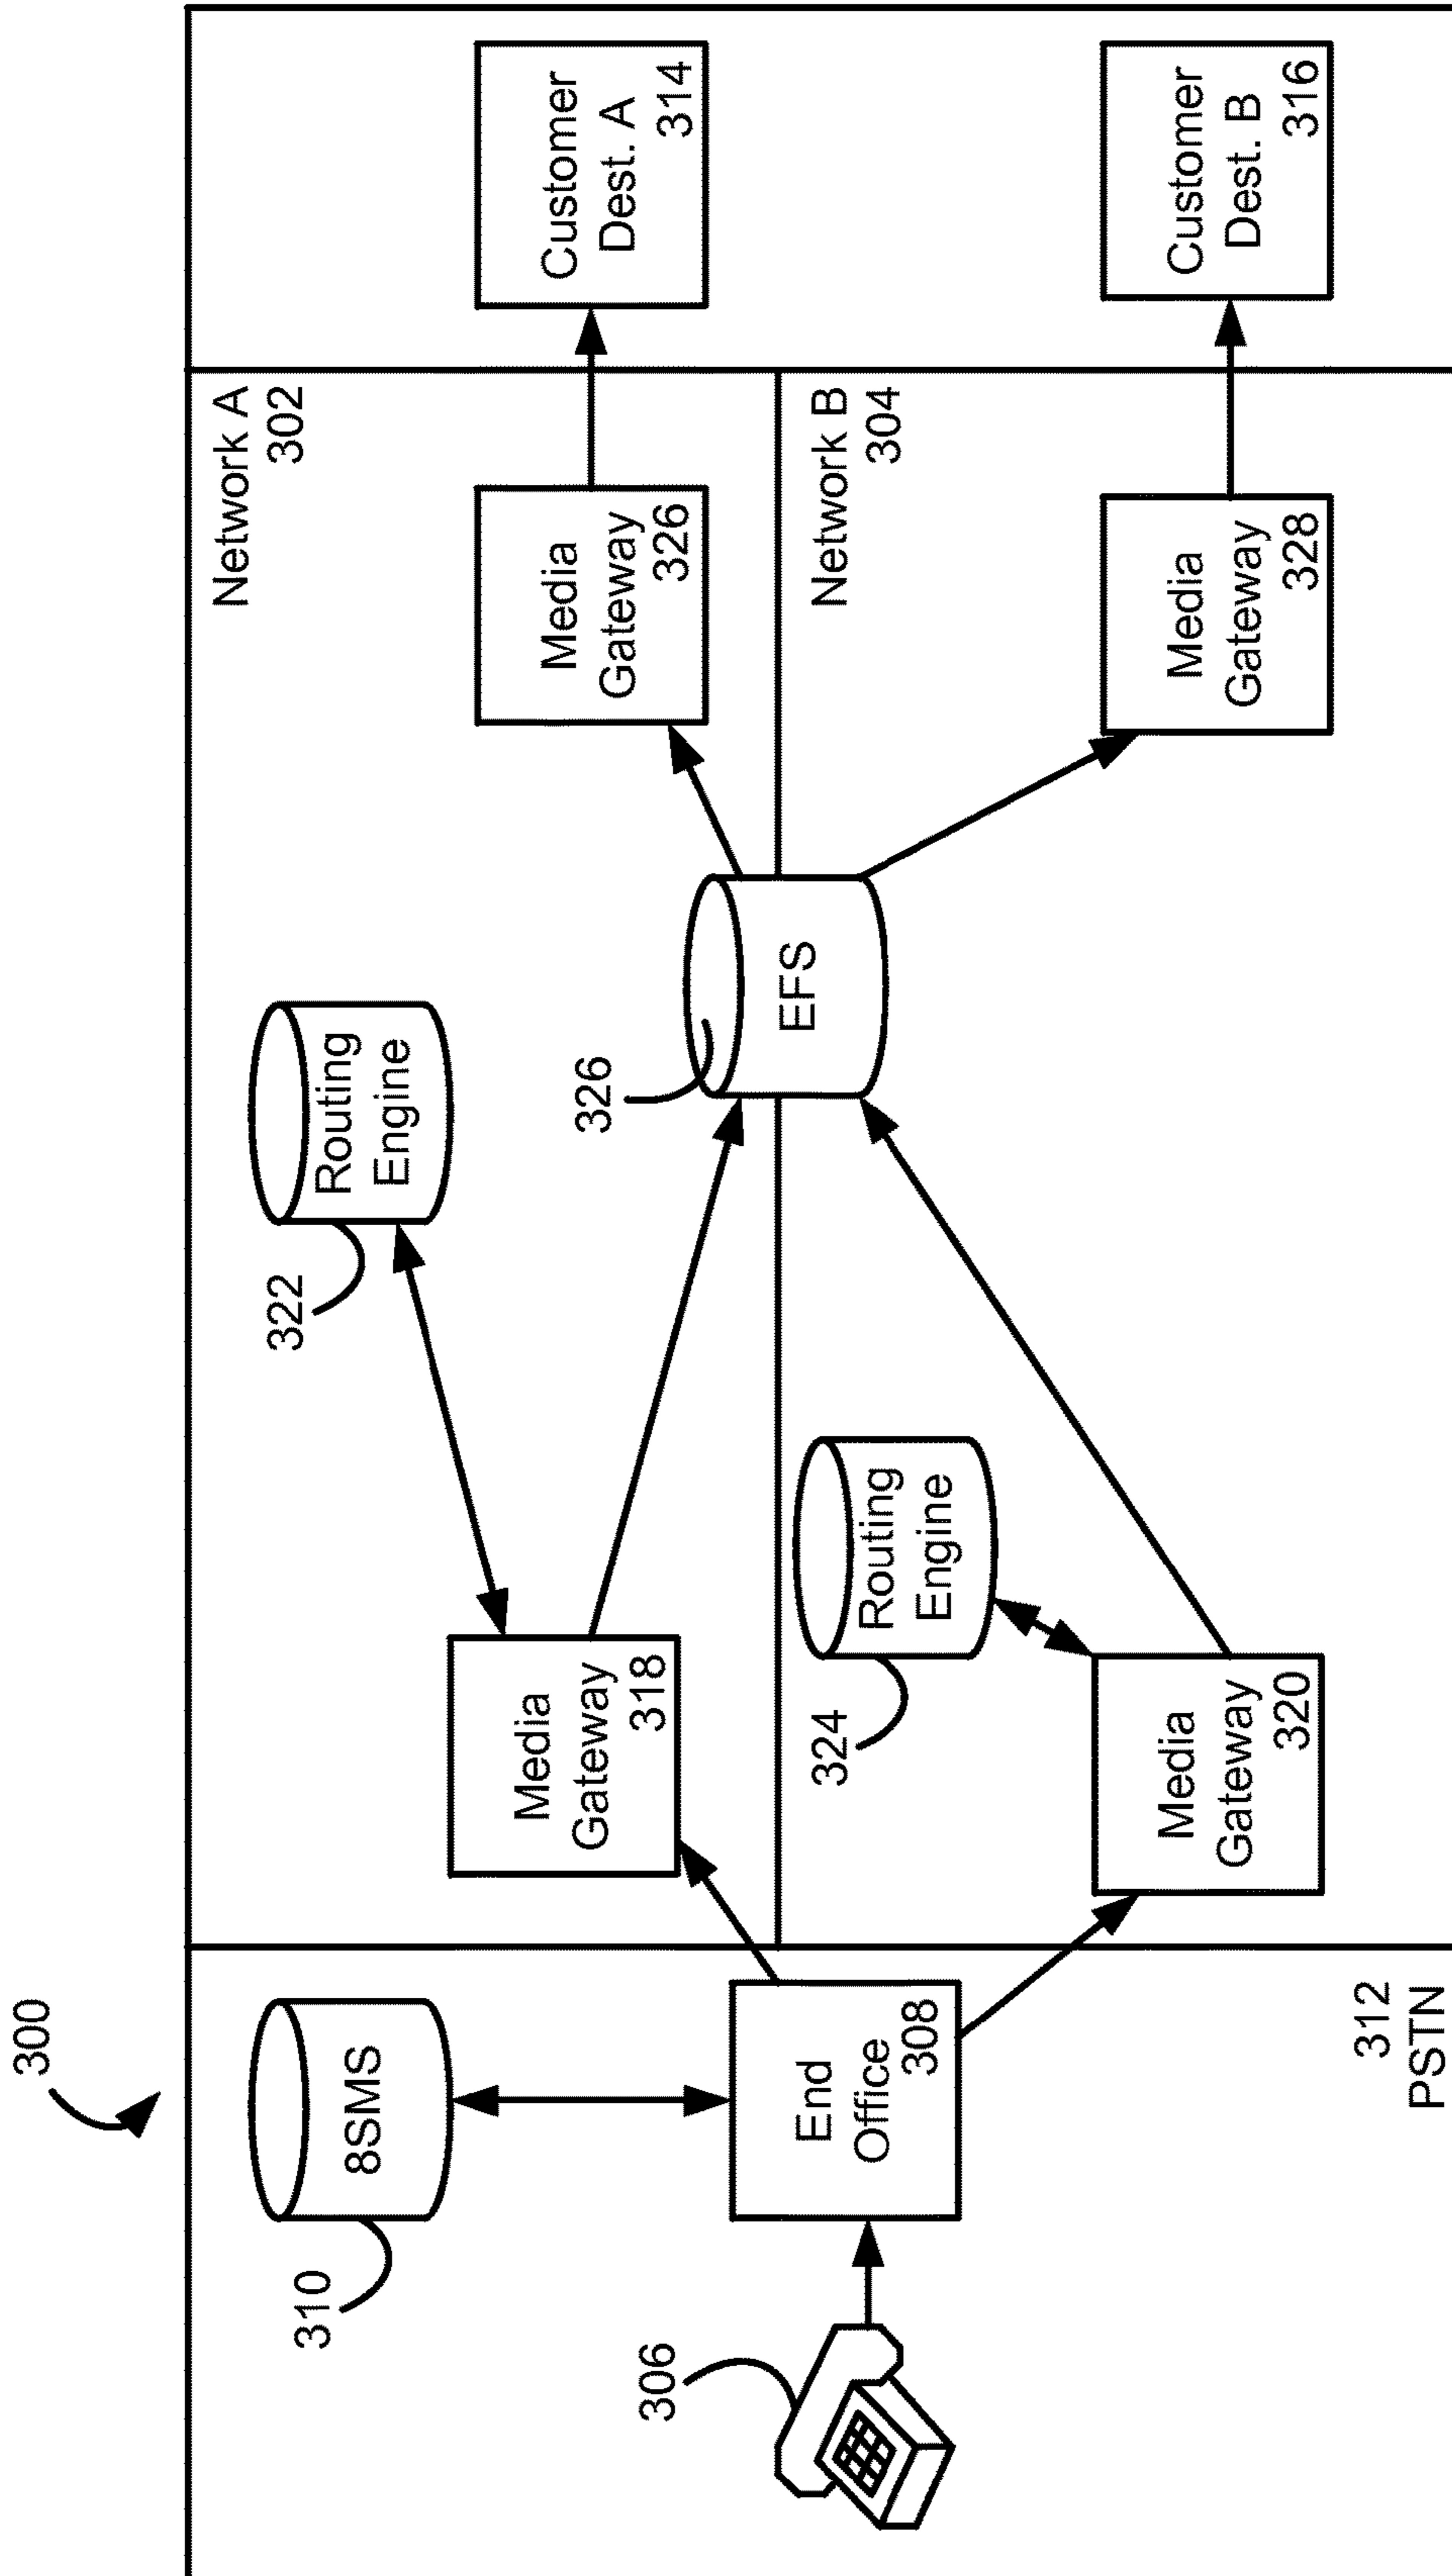 300
310
8SMS
306
End
Office
308
312
PSTN
Network A
302
Media
Gateway
318
322
Routing
Engine
326
EFS
Media
Gateway
326
Network B
304
324
Routing
Engine
Media
Gateway
320
Media
Gateway
328
Customer
Dest. A
314
Customer
Dest. B
316